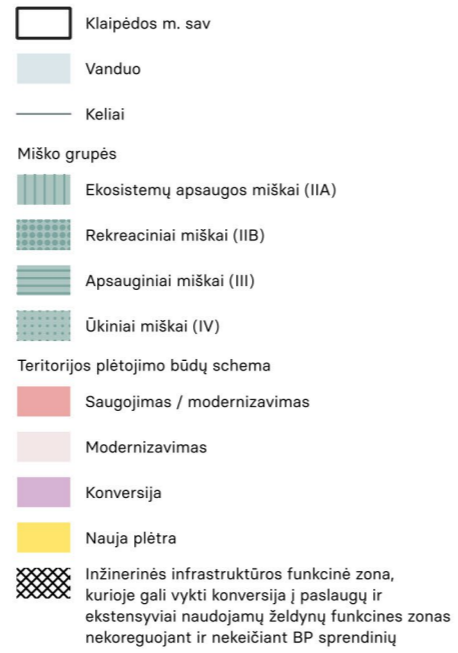 Klaipėdos m. sav
Vanduo
Keliai
Miško grupės
Ekosistemų apsaugos miškai (IIA)
Rekreaciniai miškai (IIB)
Apsauginiai miškai (III)
Ūkiniai miškai (IV)
Teritorijos plėtojimo būdų schema
Saugojimas / modernizavimas
Modernizavimas
Konversija
Nauja plėtra
Inžinerinės infrastruktūros funkcinė zona,
kurioje gali vykti konversija į paslaugų ir
ekstensyviai naudojamų želdynų funkcines zonas
nekoreguojant ir nekeičiant BP sprendinių